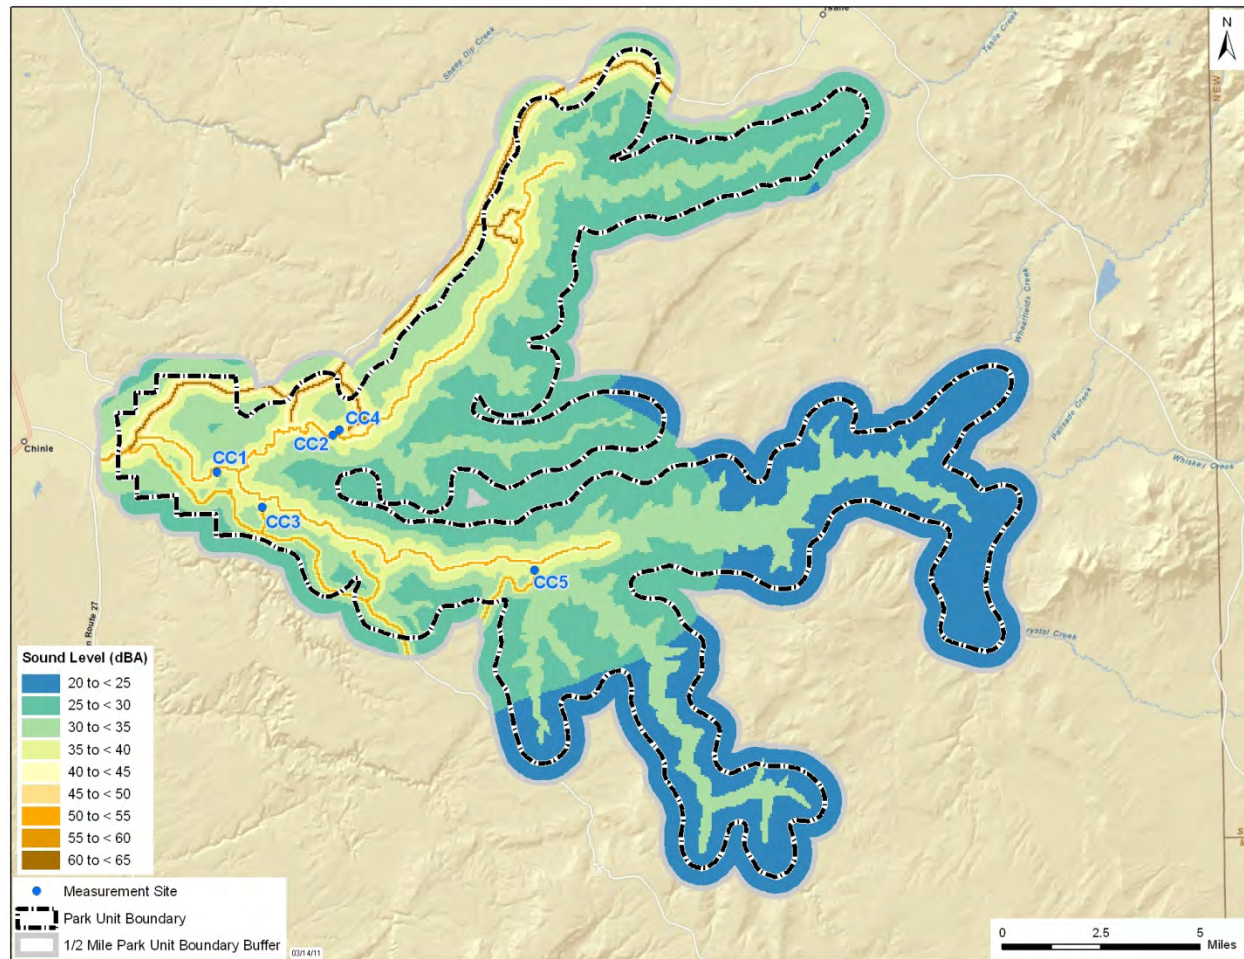 Sheep Dip Creek
Tsaile Creek
N
NEW
Wheatfields Creek
Palisade Creek
Whiskey Creek
Chinle
CC4
CC2
CC1
CC3
CC5
n Route 27
rystal Creek
Sound Level (dBA)
20 to < 25
25 to < 30
30 to < 35
35 to < 40
40 to < 45
45 to < 50
50 to < 55
55 to < 60
60 to < 65
Measurement Site
Park Unit Boundary
1/2 Mile Park Unit Boundary Buffer
03/14/11
0 2.5 5
Miles